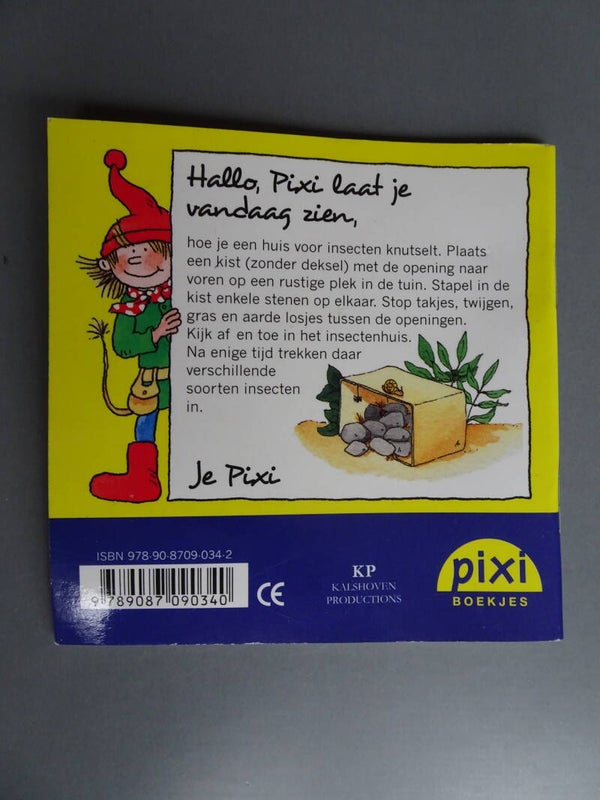 Hallo, Pixi laat je
vandaag zien,
hoe je een huis voor insecten knutselt. Plaats
een kist (zonder deksel) met de opening naar
voren op een rustige plek in de tuin. Stapel in de
kist enkele stenen op elkaar. Stop takjes, twijgen,
gras en aarde losjes tussen de openingen.
Kijk af en toe in het insectenhuis.
Na enige tijd trekken daar
verschillende
soorten insecten
in.
Je Pixi
ISBN 978-90-8709-034-2
9 789087 090340
CE
KP
KALSHOVEN
PRODUCTIONS
pixi
BOEKJES